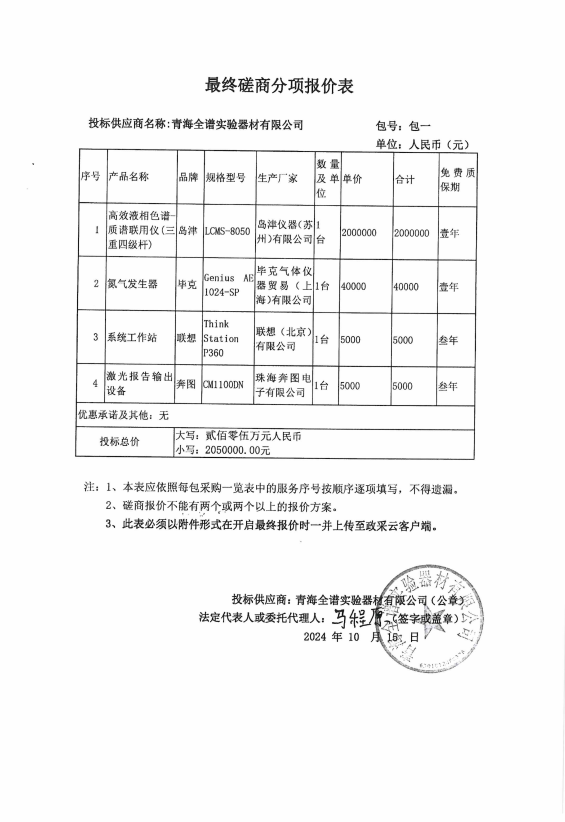 最终磋商分项报价表
投标供应商名称:青海全谱实验器材有限公司 包号：包一
单位：人民币（元）
序号 产品名称 品牌 规格型号 生产厂家 数量及单位 单价 合计 免费质保期
1 高效液相色谱-质谱联用仪(三重四级杆) 岛津 LCMS-8050 岛津仪器(苏州)有限公司 1台 2000000 2000000 壹年
2 氮气发生器 毕克 Genius AE 1024-SP 毕克气体仪器贸易（上海)有限公司 1台 40000 40000 壹年
3 系统工作站 联想 Think Station P360 联想（北京）有限公司 1台 5000 5000 叁年
4 激光报告输出设备 奔图 CM1100DN 珠海奔图电子有限公司 1台 5000 5000 叁年
优惠承诺及其他：无
投标总价 大写：贰佰零伍万元人民币
小写：2050000.00元
注：1、本表应依照每包采购一览表中的服务序号按顺序逐项填写，不得遗漏。
2、磋商报价不能有两个或两个以上的报价方案。
3、此表必须以附件形式在开启最终报价时一并上传至政采云客户端。
投标供应商：青海全谱实验器材有限公司（公章）
法定代表人或委托代理人： （签字或盖章）
2024 年 10 月 15 日
青海全谱实验器材有限公司